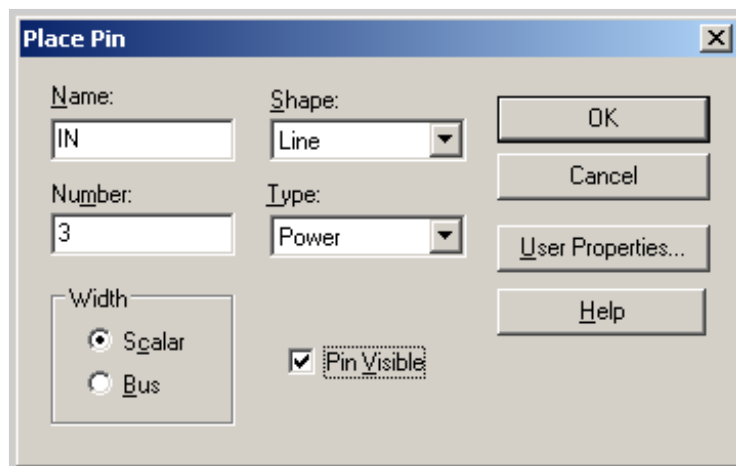 Place Pin
Name:
IN
Shape:
Line
OK
Cancel
Number:
3
Type:
Power
User Properties...
Help
Width
Scalar
Bus
Pin Visible